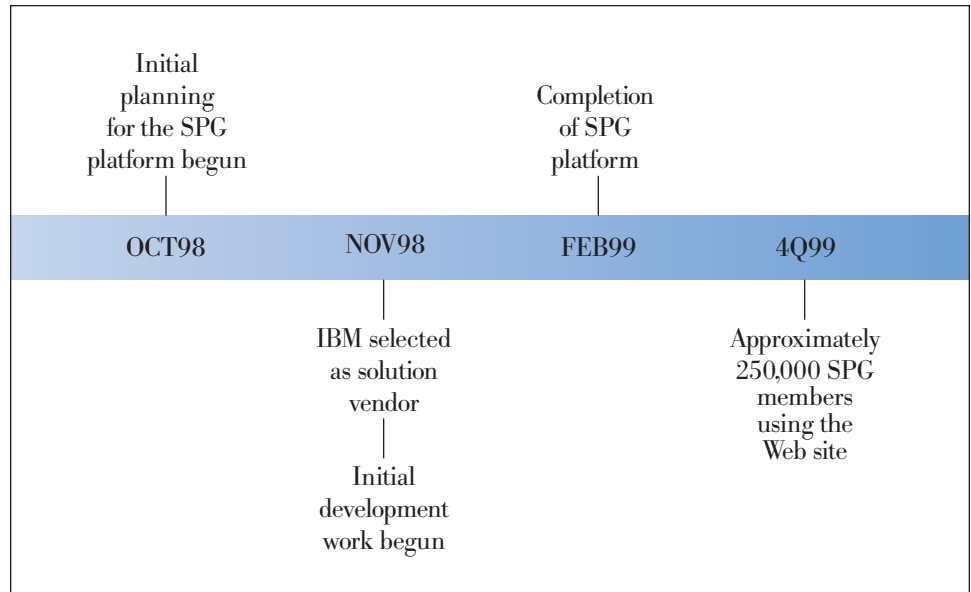 Initial
planning
for the SPG
platform begun
Completion
of SPG
platform
OCT98
NOV98
FEB99
4Q99
IBM selected
as solution
vendor
Initial
development
work begun
Approximately
250,000 SPG
members
using the
Web site